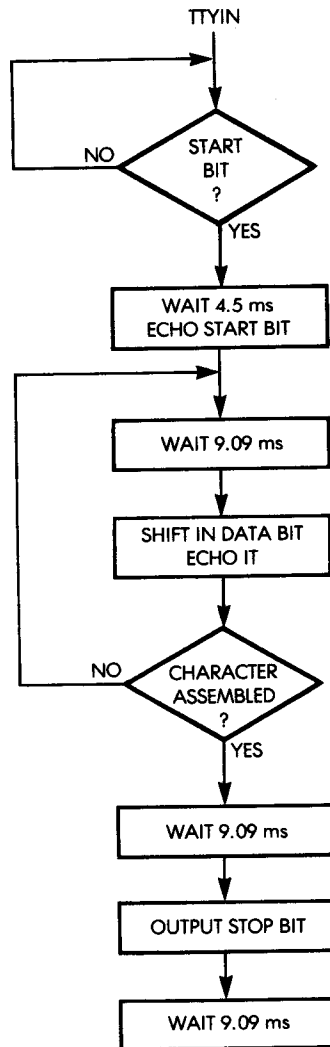 TTYIN
START
BIT
?
NO
YES
WAIT 4.5 ms
ECHO START BIT
WAIT 9.09 ms
SHIFT IN DATA BIT
ECHO IT
CHARACTER
ASSEMBLED
?
NO
YES
WAIT 9.09 ms
OUTPUT STOP BIT
WAIT 9.09 ms